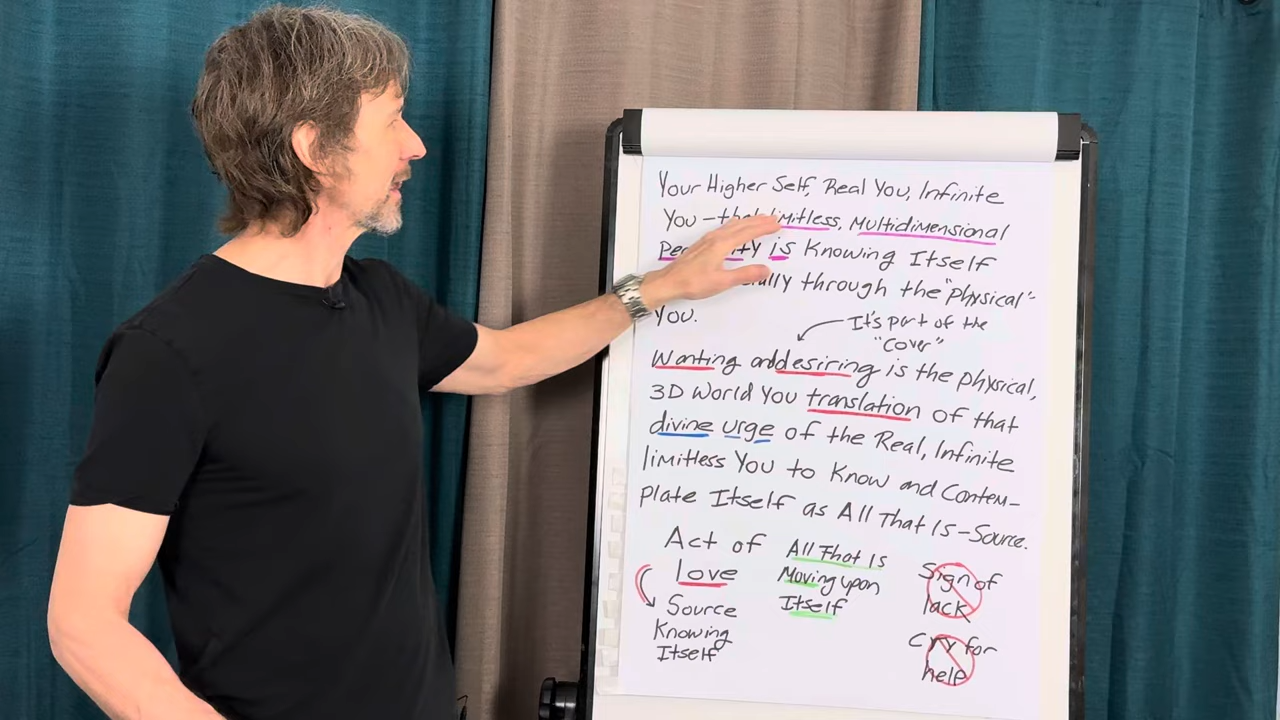 Your Higher Self, Real You, Infinite
You – that limitless, Multidimensional
is Knowing Itself
through the "physical"
You.
It's part of the
"cover"
Wanting and desiring is the physical,
3D World You translation of that
divine urge of the Real, Infinite
limitless You to Know and Contem-
plate Itself as All That Is – Source.
Act of
love
Source
Knowing
Itself
All That Is
Moving upon
Itself
Sign of
lack
Cry for
help